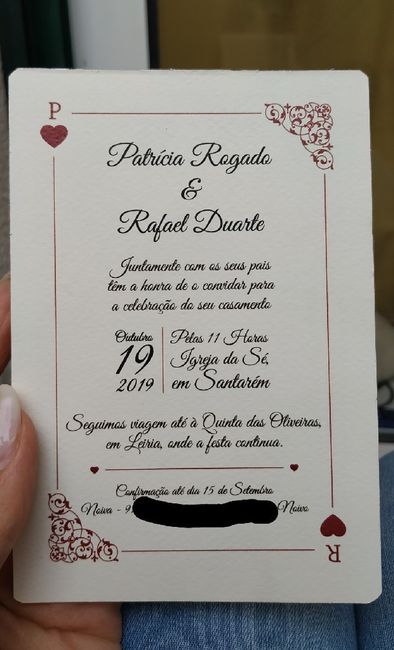 P
Patrícia Rogado
&
Rafael Duarte
Juntamente com os seus pais
têm a honra de o convidar para
a celebração do seu casamento
Outubro
19
2019
Pelas 11 Horas
Igreja da Sé,
em Santarém
Seguimos viagem até à Quinta das Oliveiras,
em Leiria, onde a festa continua.
Confirmação até dia 15 de Setembro
Noiva - 9 Noivo
R